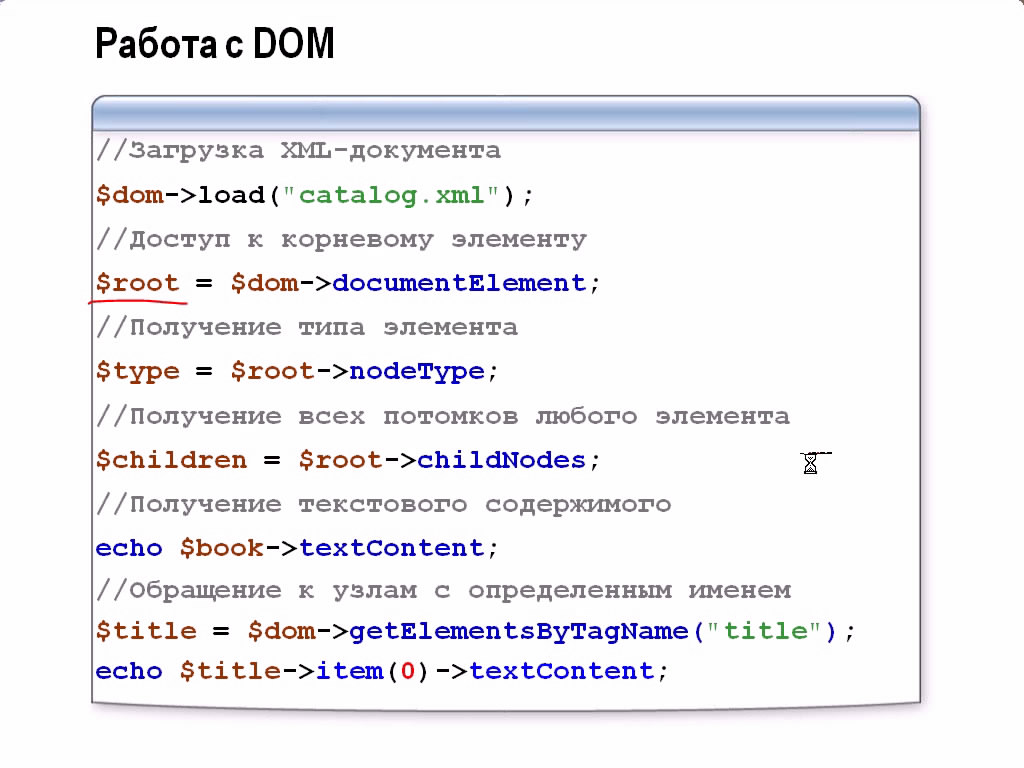 Работа с DOM
//Загрузка XML-документа
$dom->load("catalog.xml");
//Доступ к корневому элементу
$root = $dom->documentElement;
//Получение типа элемента
$type = $root->nodeType;
//Получение всех потомков любого элемента
$children = $root->childNodes;
//Получение текстового содержимого
echo $book->textContent;
//Обращение к узлам с определенным именем
$title = $dom->getElementsByTagName("title");
echo $title->item(0)->textContent;